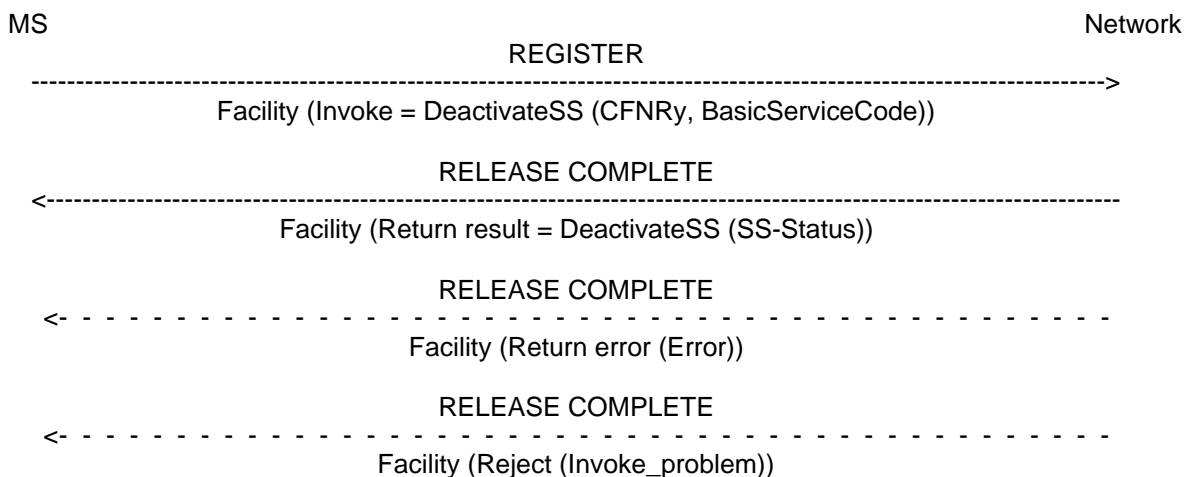 MS Network
REGISTER
Facility (Invoke = DeactivateSS (CFNRy, BasicServiceCode))
RELEASE COMPLETE
Facility (Return result = DeactivateSS (SS-Status))
RELEASE COMPLETE
Facility (Return error (Error))
RELEASE COMPLETE
Facility (Reject (Invoke_problem))